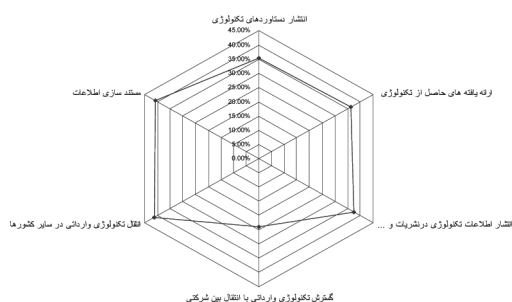 انتشار دستاوردهای تکنولوژی
45.00%
40.00%
35.00%
30.00%
25.00%
20.00%
15.00%
10.00%
5.00%
0.00%
مستند سازی اطلاعات
ارائه یافته های حاصل از تکنولوژی
انتقال تکنولوژی وارداتی در سایر کشورها
انتشار اطلاعات تکنولوژی درنشریات و ...
گسترش تکنولوژی وارداتی با انتقال بین شرکتی